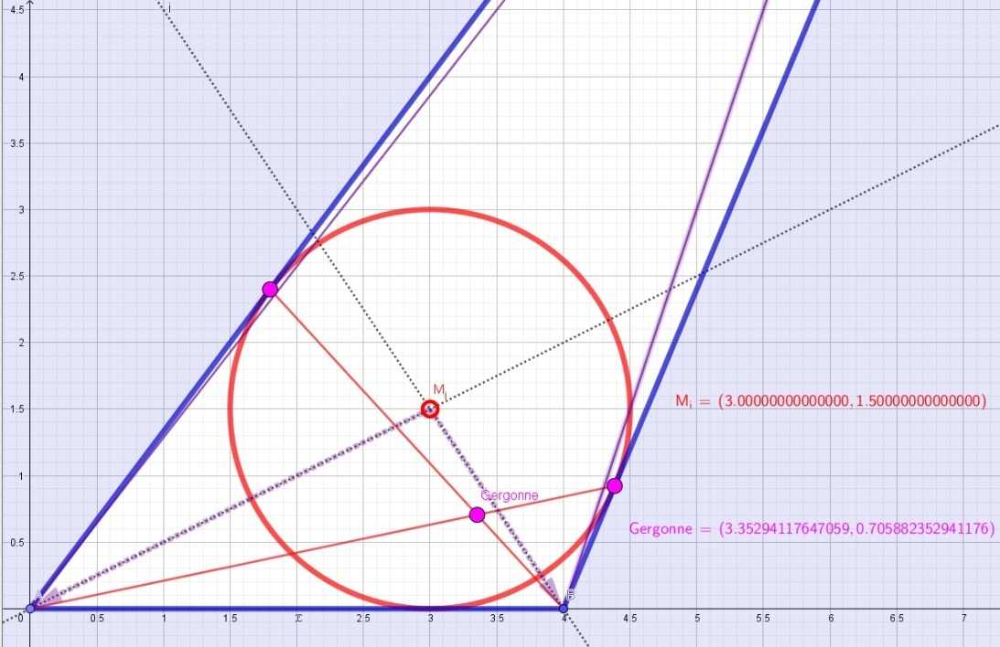 4.5
i
4
3.5
3
2.5
2
M_i
1.5
M_i = (3.00000000000000, 1.50000000000000)
1
Gergonne
Gergonne = (3.35294117647059, 0.705882352941176)
0.5
A
B
0 0.5 1 1.5 2.5 3 3.5 4 4.5 5 5.5 6 6.5 7